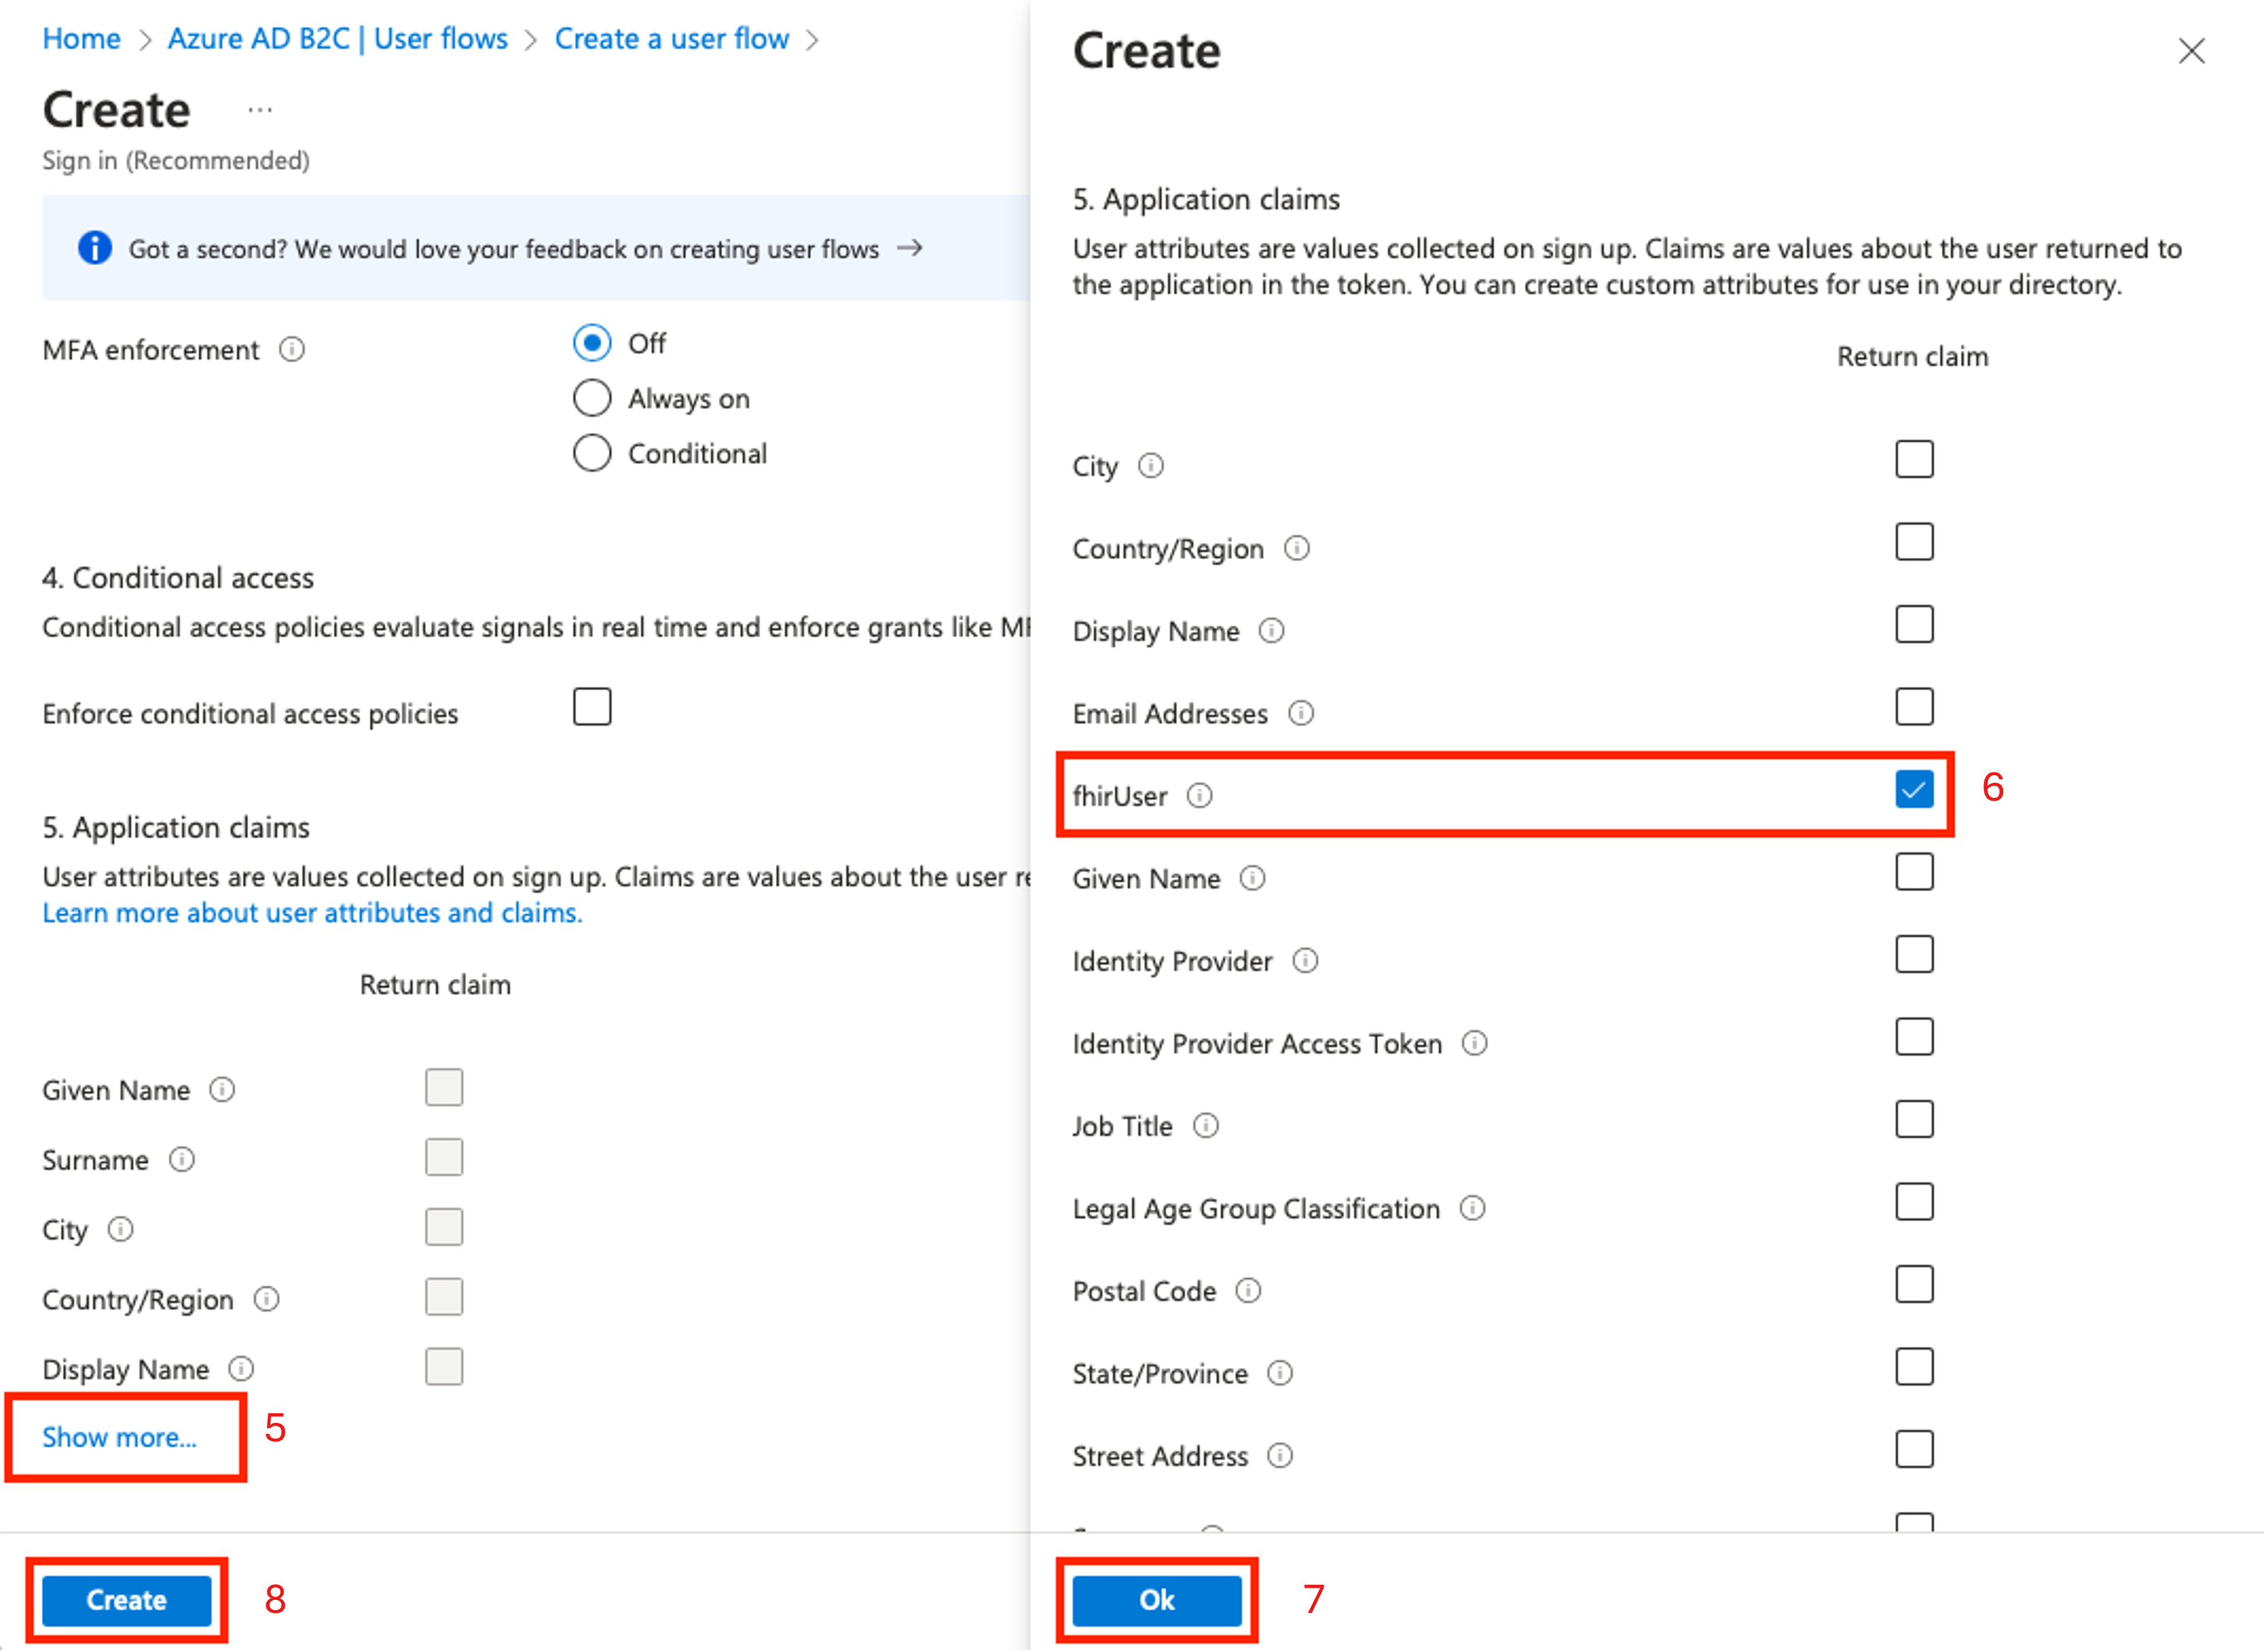 Home > Azure AD B2C | User flows > Create a user flow >
Create ...
Sign in (Recommended)
Got a second? We would love your feedback on creating user flows →
MFA enforcement
Off
Always on
Conditional
4. Conditional access
Conditional access policies evaluate signals in real time and enforce grants like
Enforce conditional access policies
5. Application claims
User attributes are values collected on sign up. Claims are values about the user
Learn more about user attributes and claims.
Return claim
Given Name
Surname
City
Country/Region
Display Name
Show more...
5
Create
8
Create
5. Application claims
User attributes are values collected on sign up. Claims are values about the user returned to
the application in the token. You can create custom attributes for use in your directory.
Return claim
City
Country/Region
Display Name
Email Addresses
fhirUser
6
Given Name
Identity Provider
Identity Provider Access Token
Job Title
Legal Age Group Classification
Postal Code
State/Province
Street Address
Ok
7